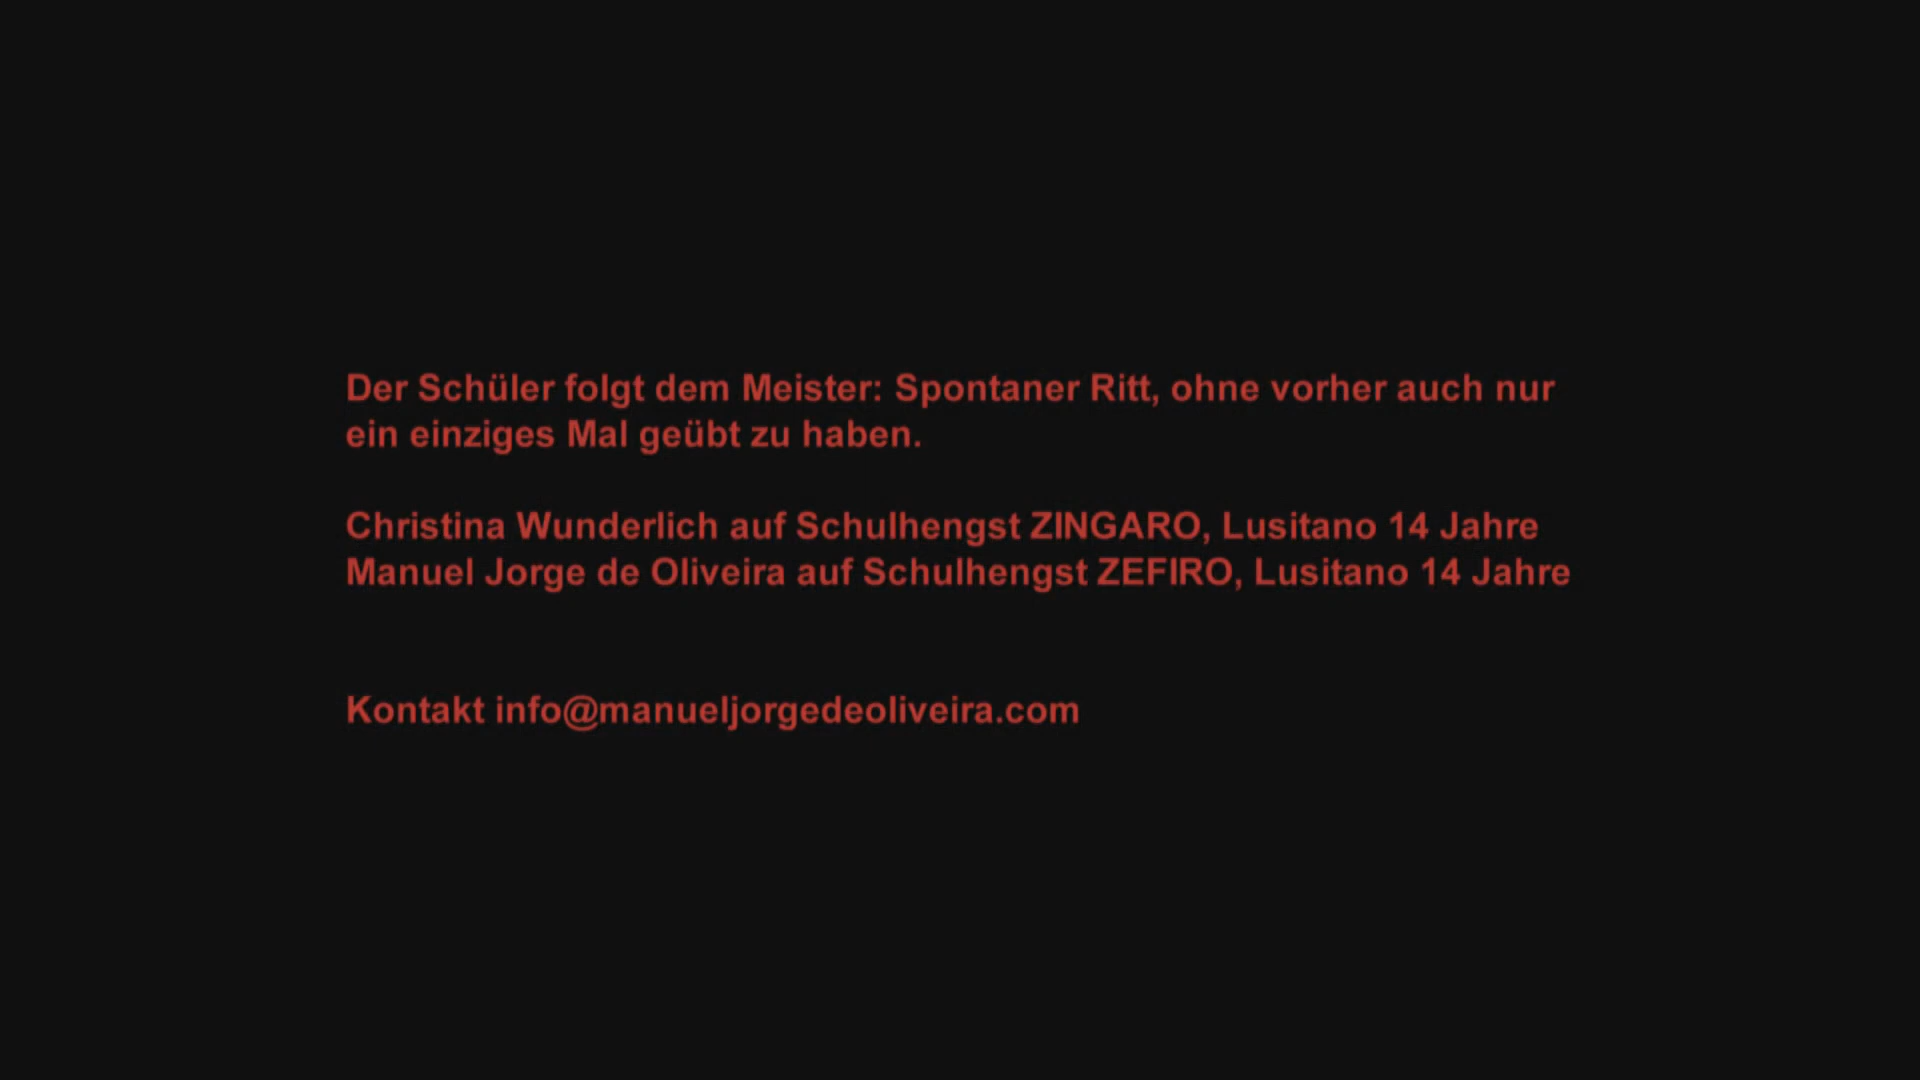 Der Schüler folgt dem Meister: Spontaner Ritt, ohne vorher auch nur
ein einziges Mal geübt zu haben.
Christina Wunderlich auf Schulhengst ZINGARO, Lusitano 14 Jahre
Manuel Jorge de Oliveira auf Schulhengst ZEFIRO, Lusitano 14 Jahre
Kontakt info@manueljorgedeoliveira.com